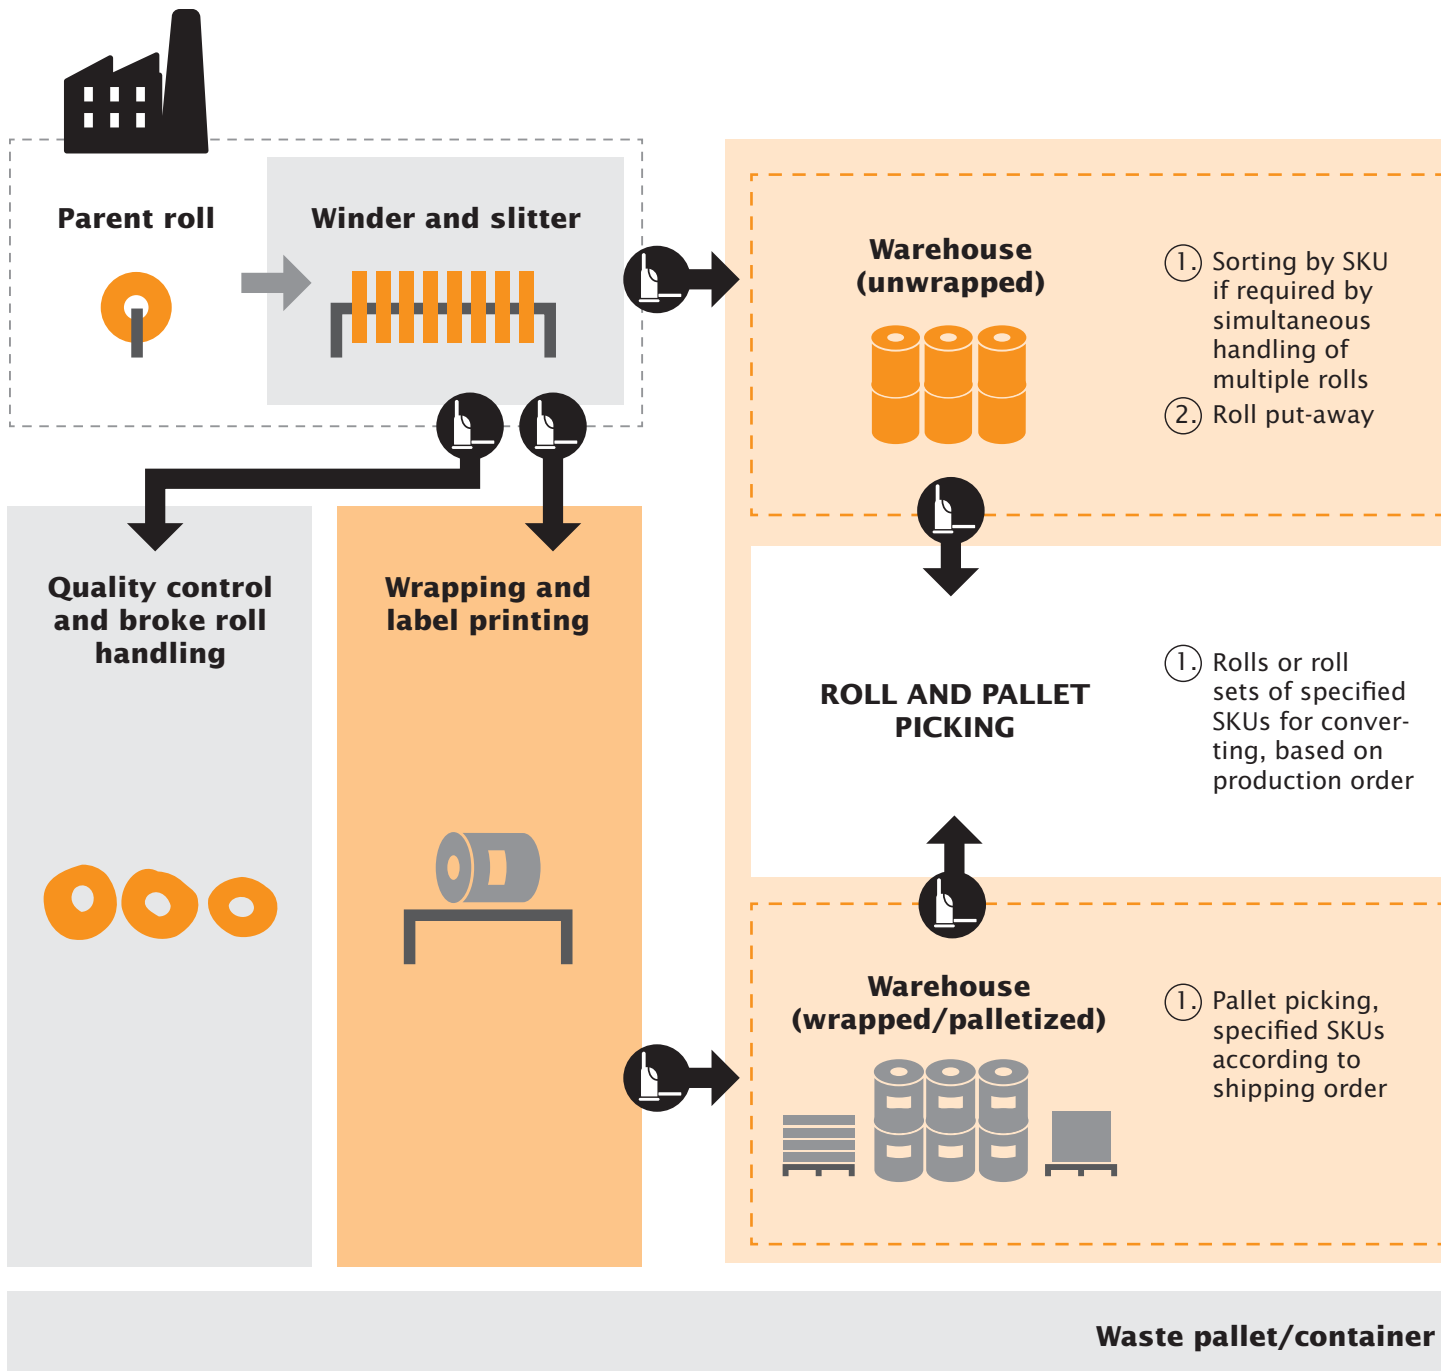 Parent roll
Winder and slitter
Warehouse
(unwrapped)
1. Sorting by SKU
if required by
simultaneous
handling of
multiple rolls
2. Roll put-away
Quality control
and broke roll
handling
Wrapping and
label printing
ROLL AND PALLET
PICKING
1. Rolls or roll
sets of specified
SKUs for conver-
ting, based on
production order
Warehouse
(wrapped/palletized)
1. Pallet picking,
specified SKUs
according to
shipping order
Waste pallet/container